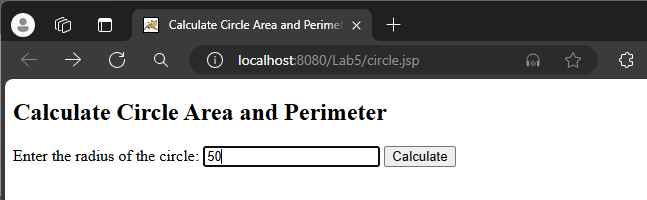 Calculate Circle Area and Perimet
localhost:8080/Lab5/circle.jsp
Calculate Circle Area and Perimeter
Enter the radius of the circle: 50 Calculate